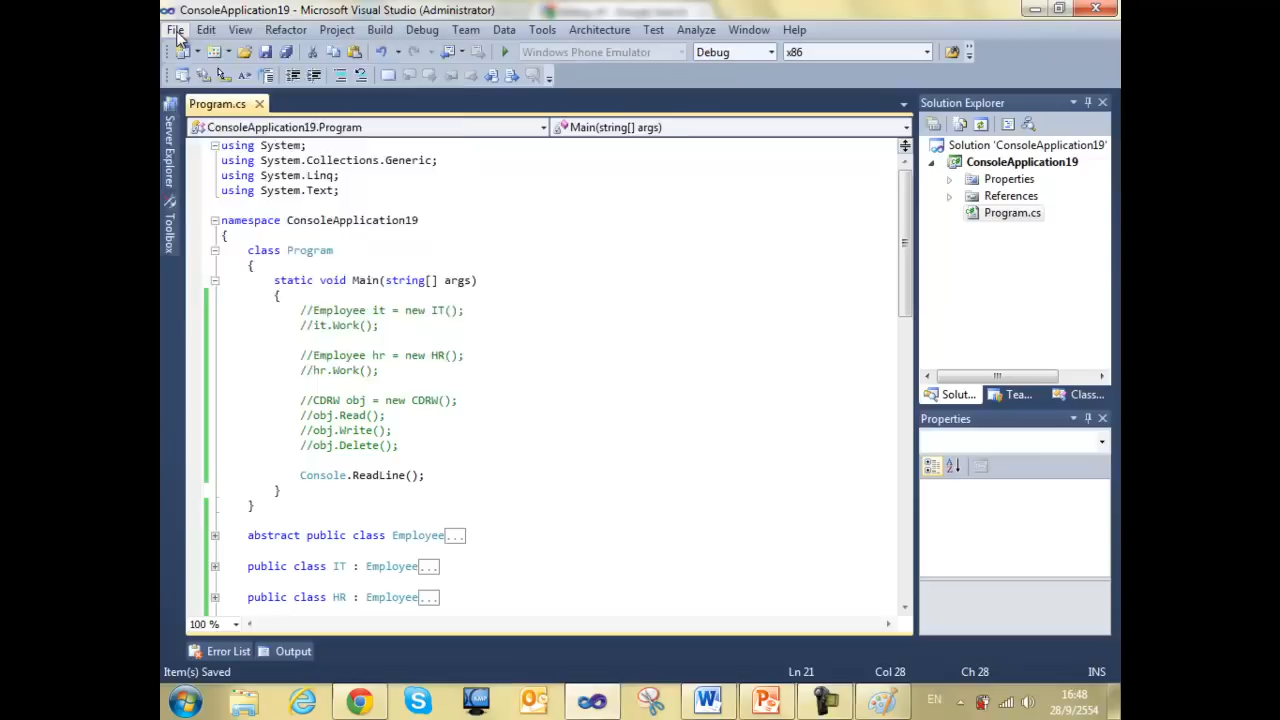 ConsoleApplication19 - Microsoft Visual Studio (Administrator)
File Edit View Refactor Project Build Debug Team Data Tools Architecture Test Analyze Window Help
Windows Phone Emulator Debug x86
Program.cs
ConsoleApplication19.Program Main(string[] args)
Server Explorer
Toolbox
using System;
using System.Collections.Generic;
using System.Linq;
using System.Text;
namespace ConsoleApplication19
{
class Program
{
static void Main(string[] args)
{
//Employee it = new IT();
//it.Work();
//Employee hr = new HR();
//hr.Work();
//CDRW obj = new CDRW();
//obj.Read();
//obj.Write();
//obj.Delete();
Console.ReadLine();
}
}
abstract public class Employee...
public class IT : Employee...
public class HR : Employee...
100 %
Solution Explorer
Solution 'ConsoleApplication19'
ConsoleApplication19
Properties
References
Program.cs
Solut... Tea... Class...
Properties
Error List Output
Item(s) Saved Ln 21 Col 28 Ch 28 INS
EN 16:48
28/9/2554